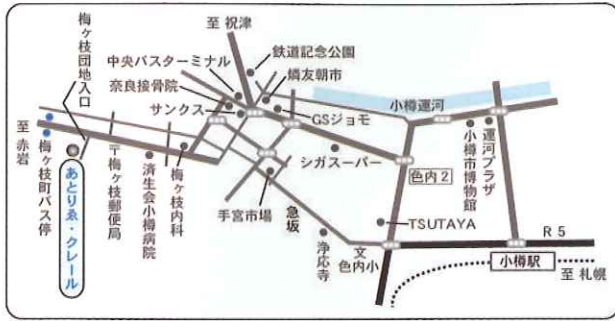 至 祝津
鉄道記念公園
中央バスターミナル
燐友朝市
奈良接骨院
サンクス
GSジョモ
小樽運河
梅ヶ枝団地入口
至 赤岩
梅ヶ枝町バス停
あとりゑ・クレール
〒梅ヶ枝郵便局
済生会小樽病院
梅ヶ枝内科
手宮市場
シガスーパー
急坂
浄応寺
文 色内小
色内2
TSUTAYA
小樽市博物館
運河プラザ
R 5
小樽駅
至 札幌